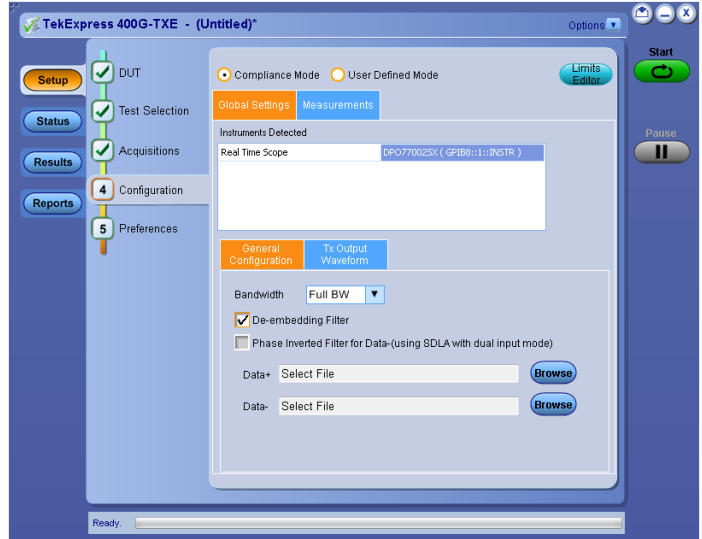 TekExpress 400G-TXE - (Untitled)*
Options
Start
Pause
Setup
Status
Results
Reports
DUT
Test Selection
Acquisitions
4 Configuration
5 Preferences
Compliance Mode User Defined Mode
Limits
Editor
Global Settings Measurements
Instruments Detected
Real Time Scope DPO77002SX ( GPIB8::1::INSTR )
General
Configuration
Tx Output
Waveform
Bandwidth Full BW
De-embedding Filter
Phase Inverted Filter for Data-(using SDLA with dual input mode)
Data+ Select File Browse
Data- Select File Browse
Ready.